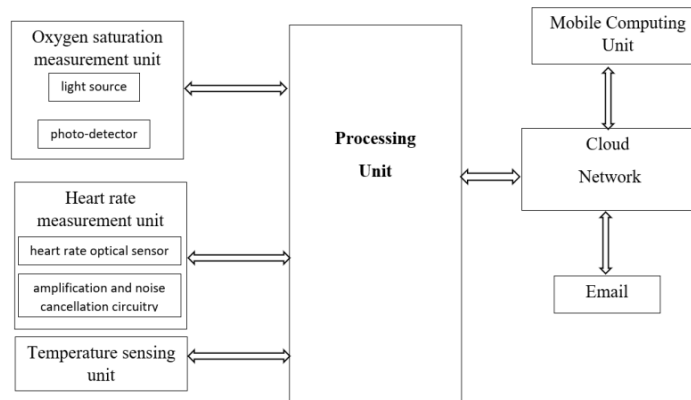 Oxygen saturation
measurement unit
light source
photo-detector
Heart rate
measurement unit
heart rate optical sensor
amplification and noise
cancellation circuitry
Temperature sensing
unit
Processing
Unit
Mobile Computing
Unit
Cloud
Network
Email